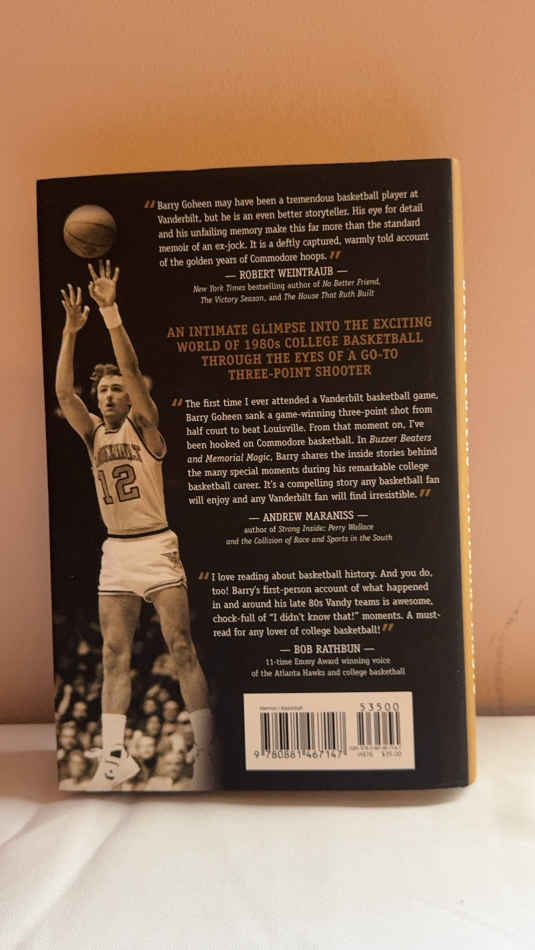 "Barry Goheen may have been a tremendous basketball player at
Vanderbilt, but he is an even better storyteller. His eye for detail
and his unfailing memory make this far more than the standard
memoir of an ex-jock. It is a deftly captured, warmly told account
of the golden years of Commodore hoops."
— ROBERT WEINTRAUB —
New York Times bestselling author of No Better Friend,
The Victory Season, and The House That Ruth Built
AN INTIMATE GLIMPSE INTO THE EXCITING
WORLD OF 1980s COLLEGE BASKETBALL
THROUGH THE EYES OF A GO-TO
THREE-POINT SHOOTER
"The first time I ever attended a Vanderbilt basketball game,
Barry Goheen sank a game-winning three-point shot from
half court to beat Louisville. From that moment on, I've
been hooked on Commodore basketball. In Buzzer Beaters
and Memorial Magic, Barry shares the inside stories behind
the many special moments during his remarkable college
basketball career. It's a compelling story any basketball fan
will enjoy and any Vanderbilt fan will find irresistible."
— ANDREW MARANISS —
author of Strong Inside: Perry Wallace
and the Collision of Race and Sports in the South
"I love reading about basketball history. And you do,
too! Barry's first-person account of what happened
in and around his late 80s Vandy teams is awesome,
chock-full of "I didn't know that!" moments. A must-
read for any lover of college basketball!"
— BOB RATHBUN —
11-time Emmy Award winning voice
of the Atlanta Hawks and college basketball
12
Memoir / Basketball
53500
9 780881 467147
$35.00